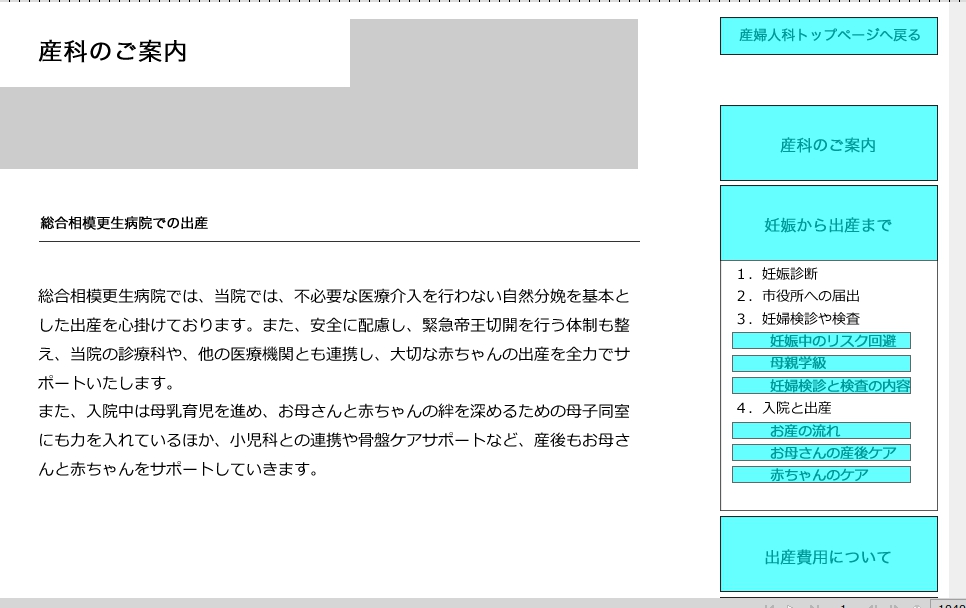 産科のご案内
総合相模更生病院での出産
総合相模更生病院では、当院では、不必要な医療介入を行わない自然分娩を基本と
した出産を心掛けております。また、安全に配慮し、緊急帝王切開を行う体制も整
え、当院の診療科や、他の医療機関とも連携し、大切な赤ちゃんの出産を全力でサ
ポートいたします。
また、入院中は母乳育児を進め、お母さんと赤ちゃんの絆を深めるための母子同室
にも力を入れているほか、小児科との連携や骨盤ケアサポートなど、産後もお母さ
んと赤ちゃんをサポートしていきます。
産婦人科トップページへ戻る
産科のご案内
妊娠から出産まで
1．妊娠診断
2．市役所への届出
3．妊婦検診や検査
妊娠中のリスク回避
母親学級
妊婦検診と検査の内容
4．入院と出産
お産の流れ
お母さんの産後ケア
赤ちゃんのケア
出産費用について